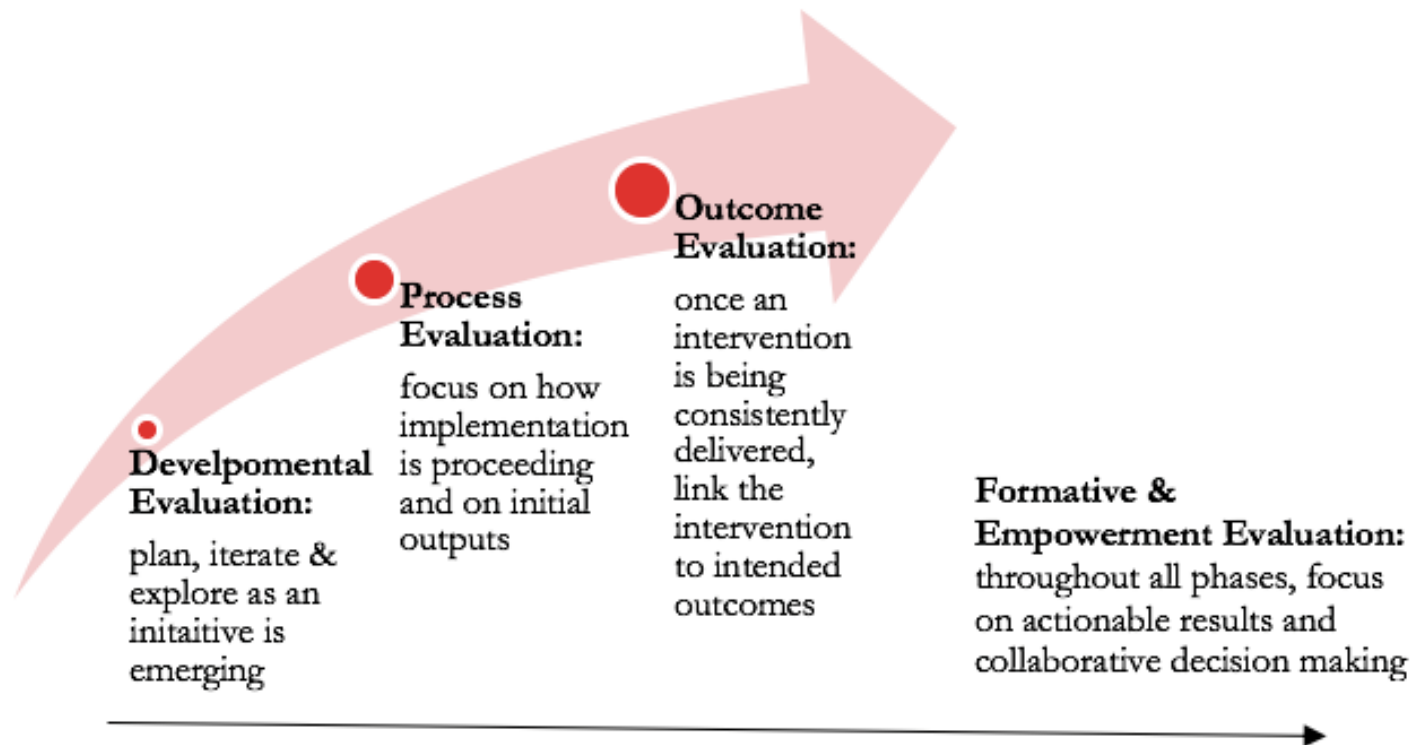 Develpomental
Evaluation:
plan, iterate &
explore as an
initaitive is
emerging
Process
Evaluation:
focus on how
implementation
is proceeding
and on initial
outputs
Outcome
Evaluation:
once an
intervention
is being
consistently
delivered,
link the
intervention
to intended
outcomes
Formative &
Empowerment Evaluation:
throughout all phases, focus
on actionable results and
collaborative decision making